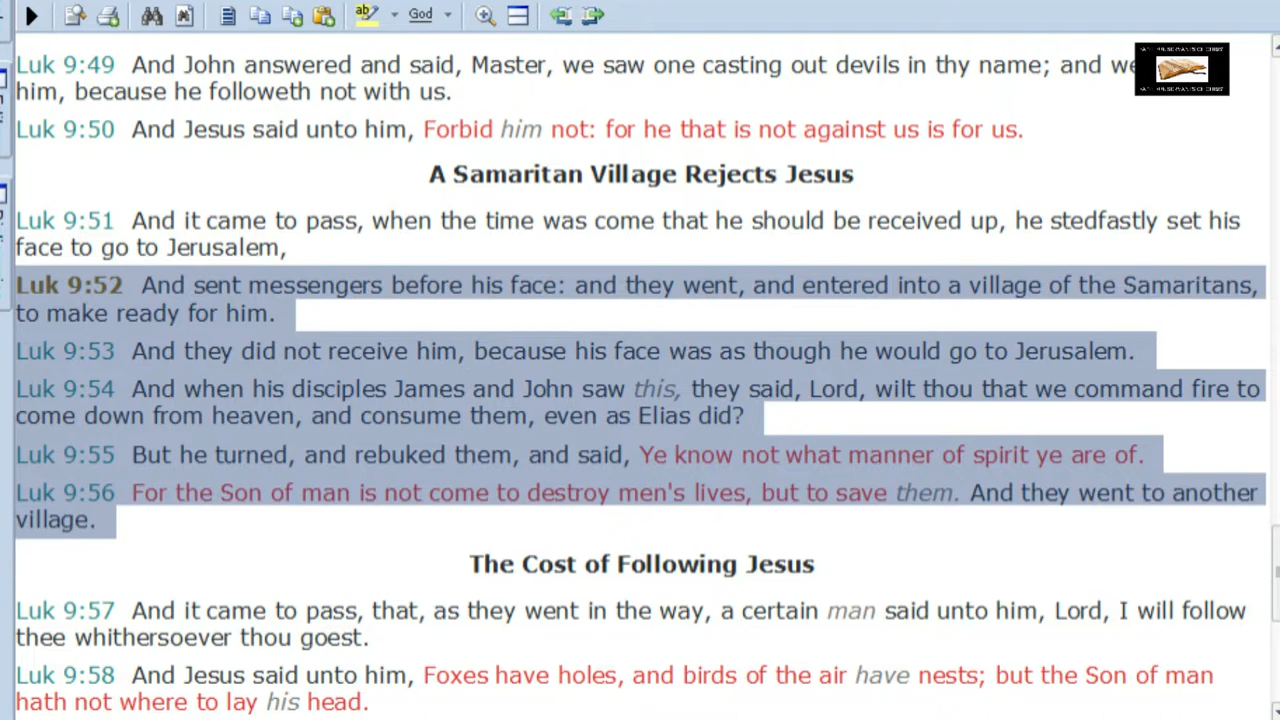 God
Luk 9:49 And John answered and said, Master, we saw one casting out devils in thy name; and we
him, because he followeth not with us.
Luk 9:50 And Jesus said unto him, Forbid him not: for he that is not against us is for us.
A Samaritan Village Rejects Jesus
Luk 9:51 And it came to pass, when the time was come that he should be received up, he stedfastly set his
face to go to Jerusalem,
Luk 9:52 And sent messengers before his face: and they went, and entered into a village of the Samaritans,
to make ready for him.
Luk 9:53 And they did not receive him, because his face was as though he would go to Jerusalem.
Luk 9:54 And when his disciples James and John saw this, they said, Lord, wilt thou that we command fire to
come down from heaven, and consume them, even as Elias did?
Luk 9:55 But he turned, and rebuked them, and said, Ye know not what manner of spirit ye are of.
Luk 9:56 For the Son of man is not come to destroy men's lives, but to save them. And they went to another
village.
The Cost of Following Jesus
Luk 9:57 And it came to pass, that, as they went in the way, a certain man said unto him, Lord, I will follow
thee whithersoever thou goest.
Luk 9:58 And Jesus said unto him, Foxes have holes, and birds of the air have nests; but the Son of man
hath not where to lay his head.